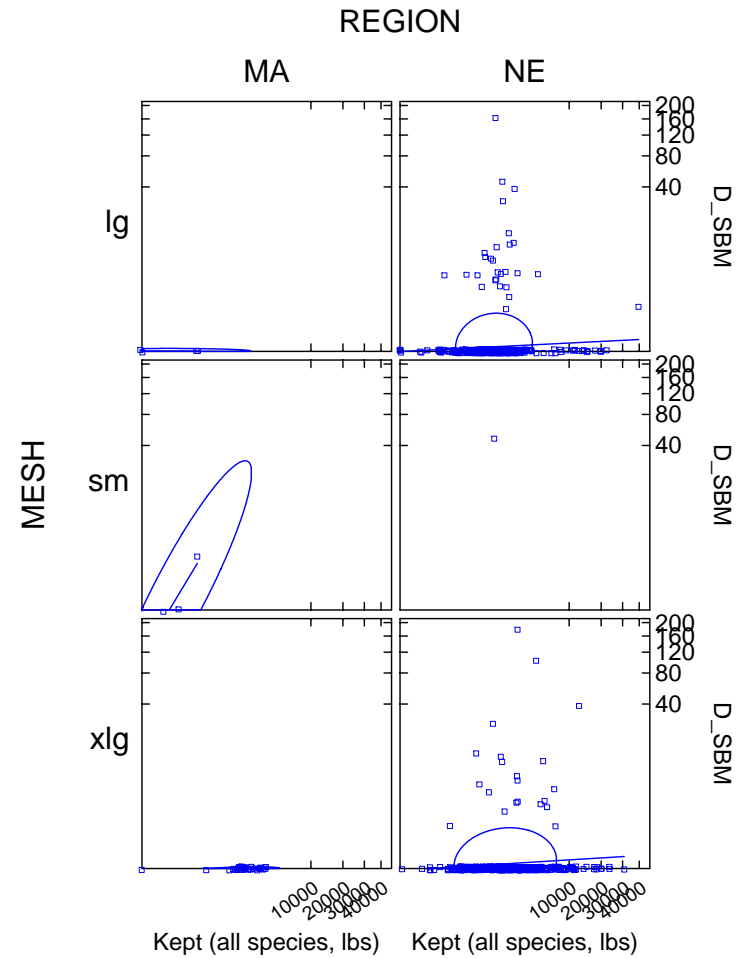 REGION
MA NE
200
160
120
80
40
D_SBM
lg
200
160
120
80
40
D_SBM
MESH
sm
200
160
120
80
40
D_SBM
xlg
10000 20000 30000 40000 10000 20000 30000 40000
Kept (all species, lbs) Kept (all species, lbs)